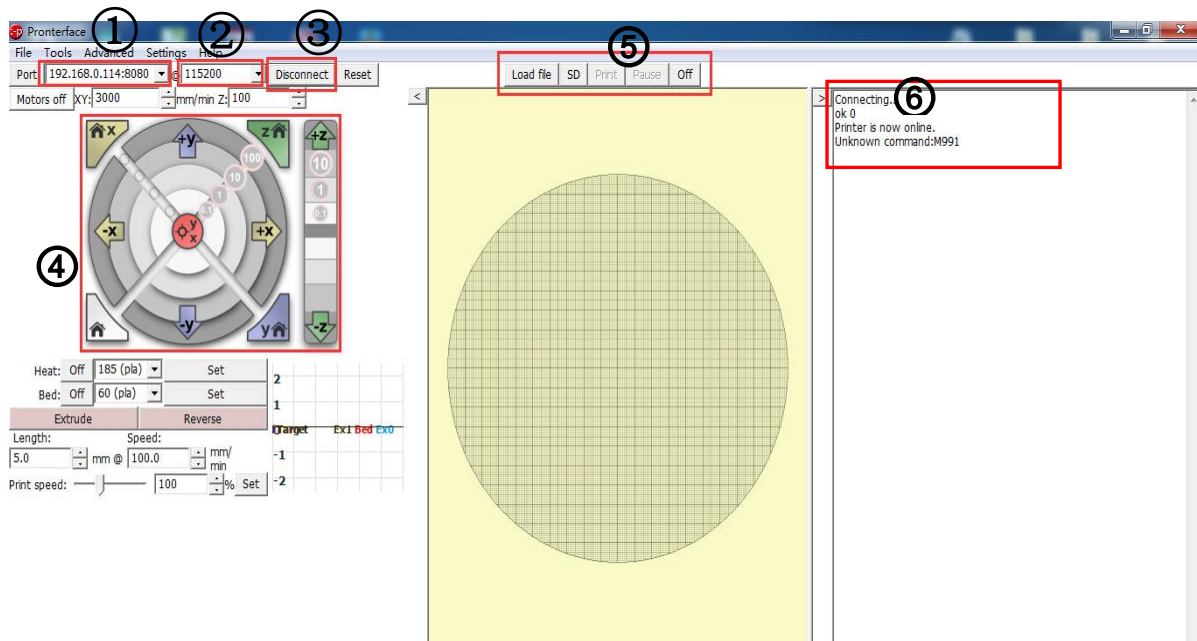 Pronterface
① ② ③
File Tools Advanced Settings Help
Port 192.168.0.114:8080 @ 115200 Disconnect Reset
⑤
Load file SD Print Pause Off
Motors off XY: 3000 mm/min Z: 100
< >
⑥
Connecting..
ok 0
Printer is now online.
Unknown command:M991
x +y z +z
100 10
10 1
1 0.1
0.1
-x y x +x
④
-y y -z
Heat: Off 185 (pla) Set
Bed: Off 60 (pla) Set
Extrude Reverse
Length: Speed:
5.0 mm @ 100.0 mm/
min
Print speed: 100 % Set
2
1
Target Ex1 Bed Ex0
-1
-2